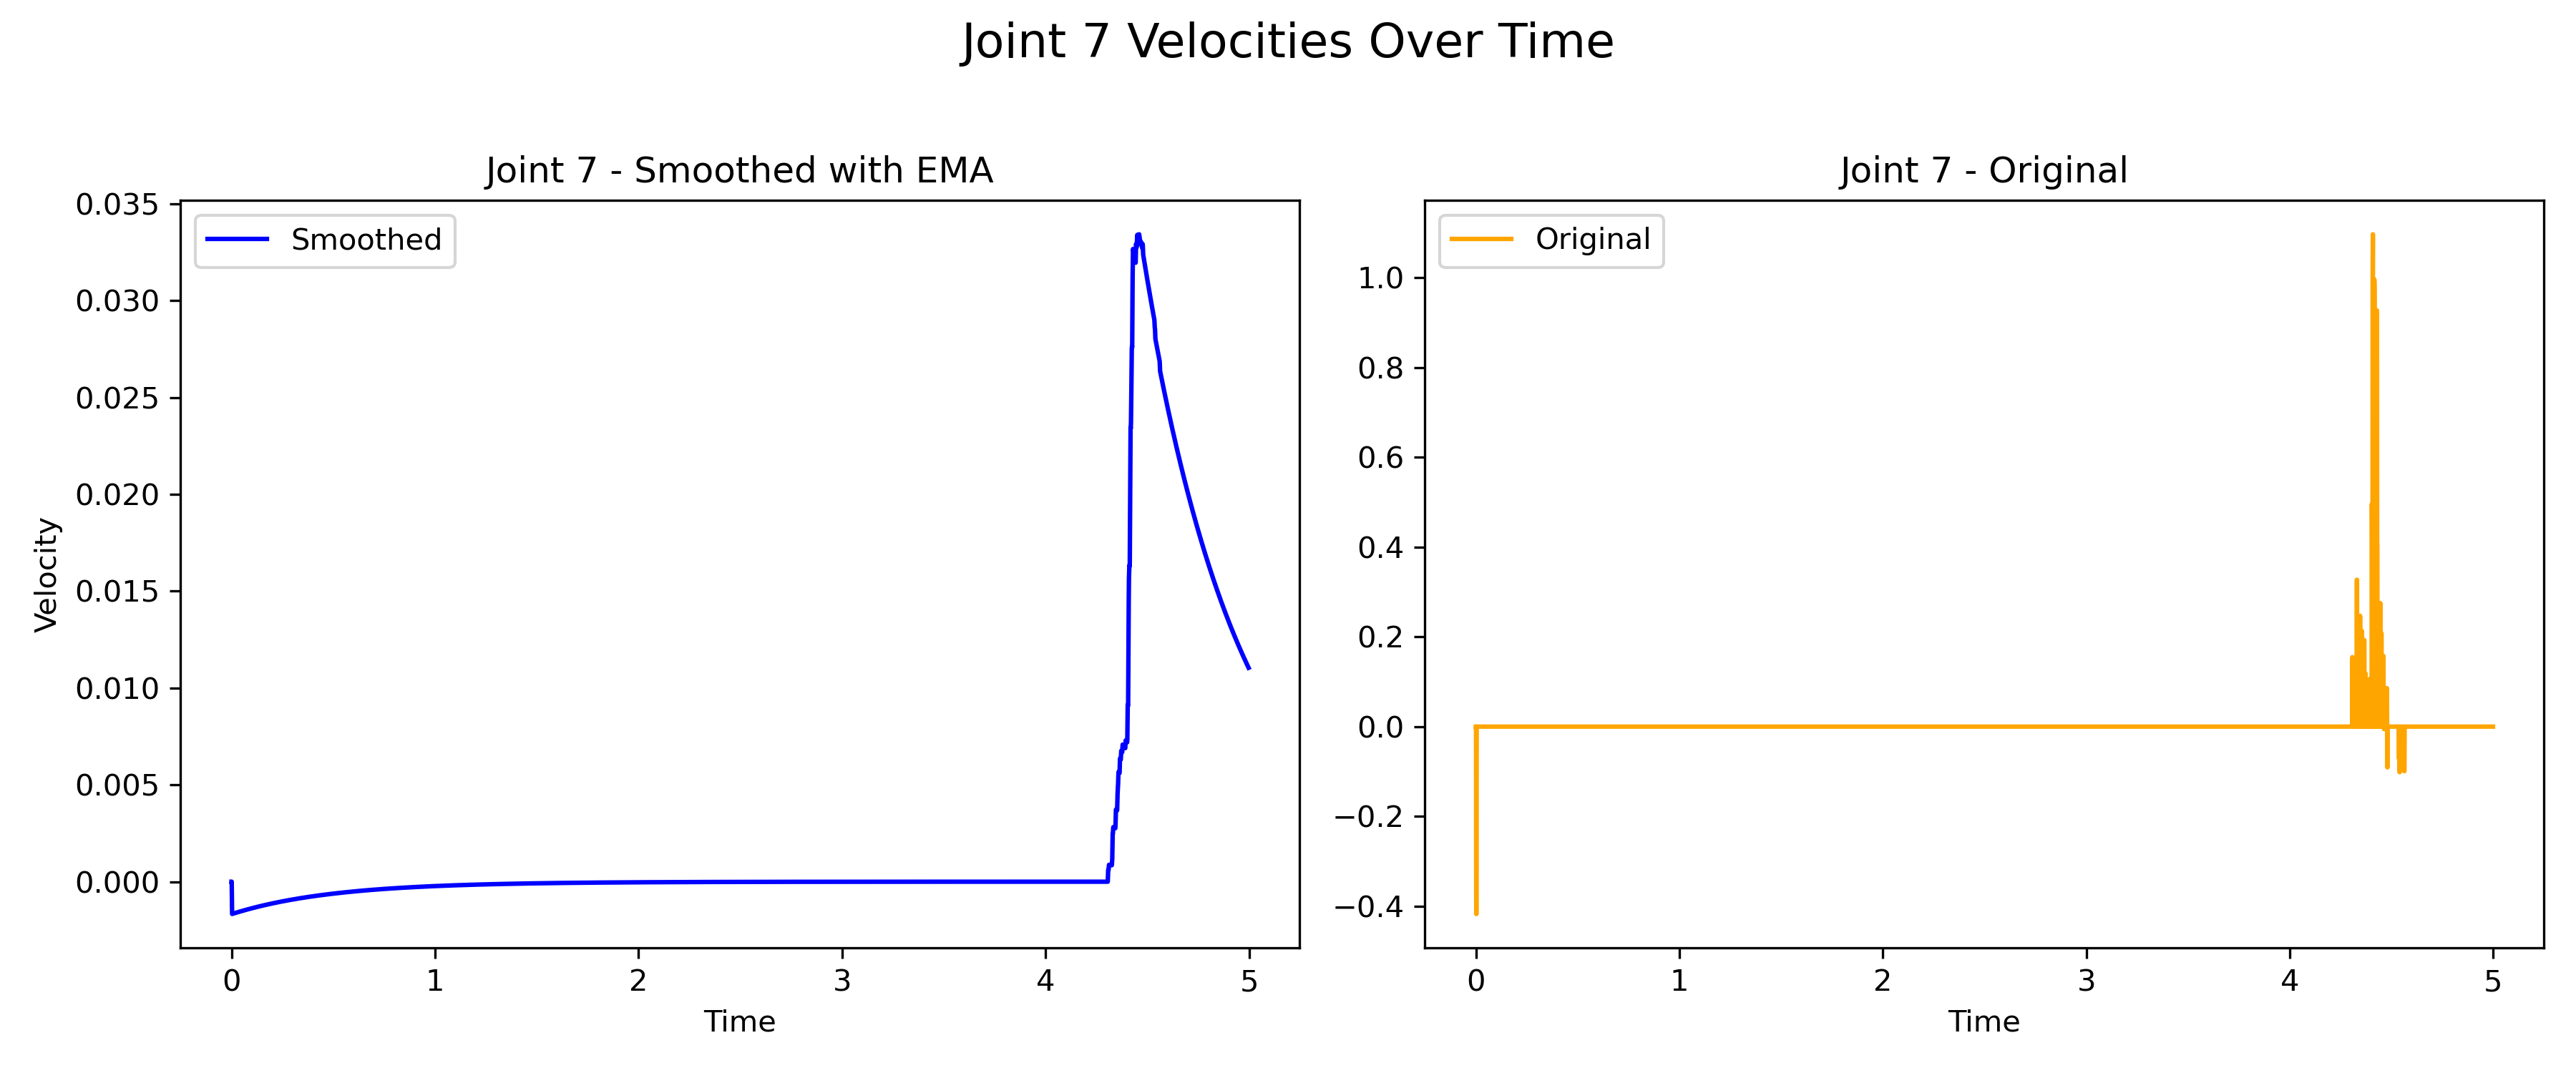 Joint 7 Velocities Over Time
Joint 7 - Smoothed with EMA
Smoothed
0.035
0.030
0.025
0.020
0.015
0.010
0.005
0.000
Velocity
0 1 2 3 4 5
Time
Joint 7 - Original
Original
1.0
0.8
0.6
0.4
0.2
0.0
−0.2
−0.4
0 1 2 3 4 5
Time